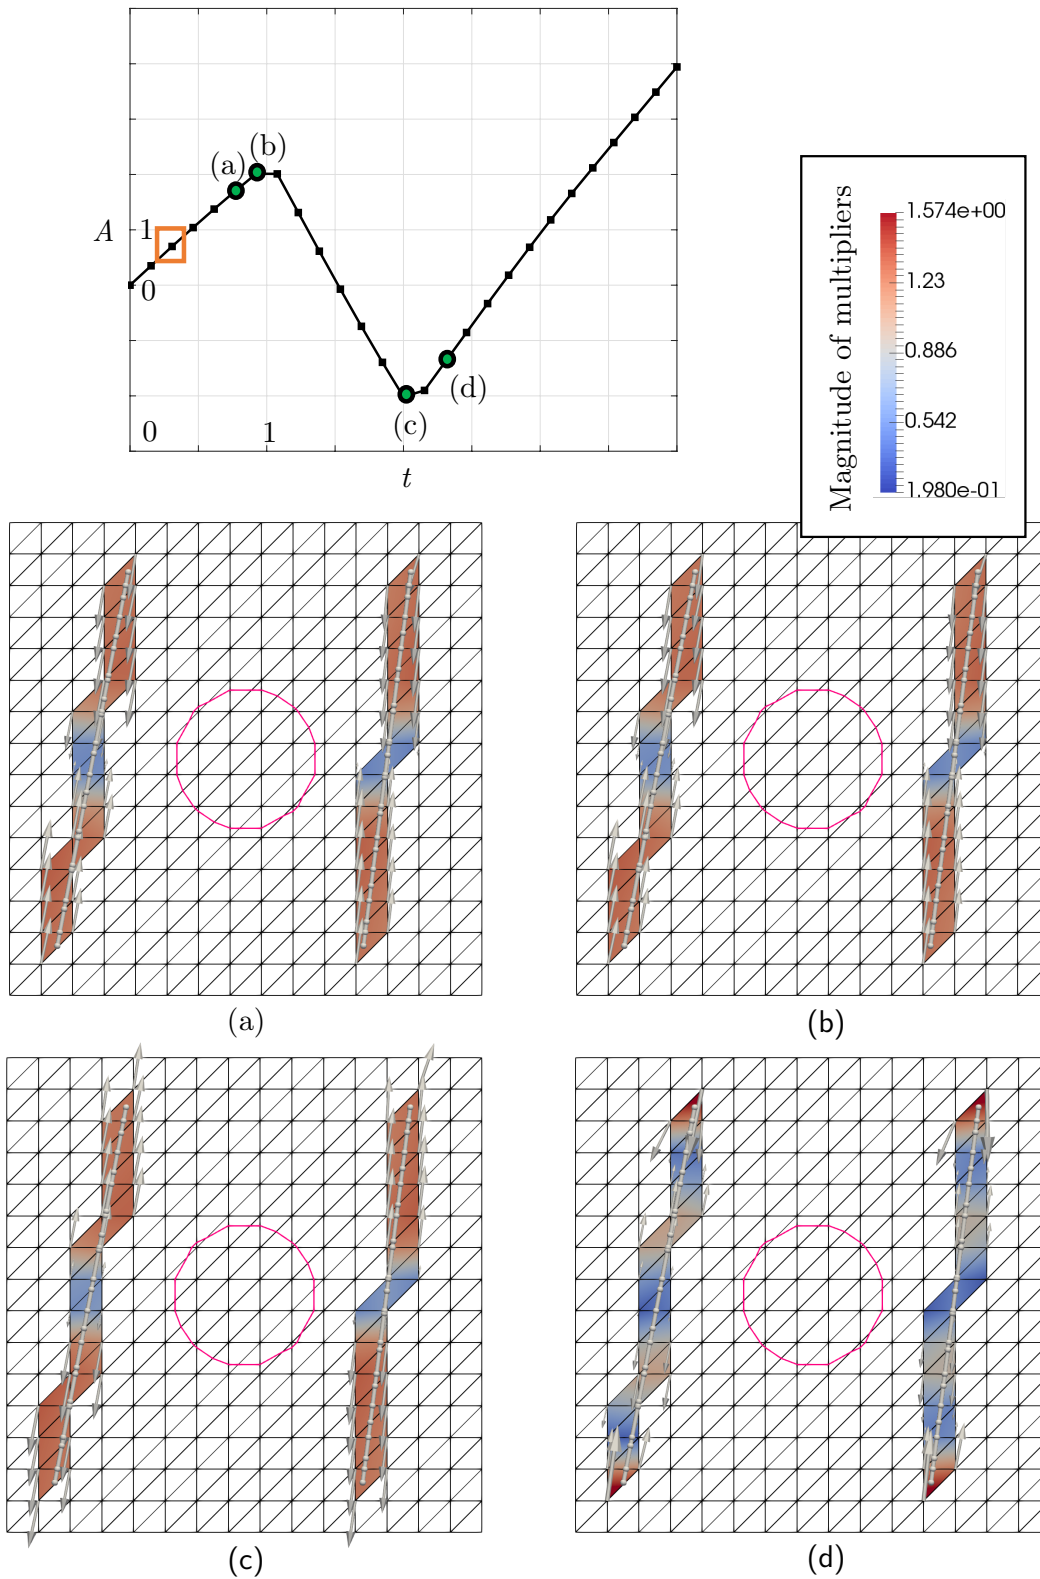 (b)
(a)
A
1
0
(d)
(c)
0
1
t
Magnitude of multipliers
1.574e+00
1.23
0.886
0.542
1.980e-01
(a)
(b)
(c)
(d)